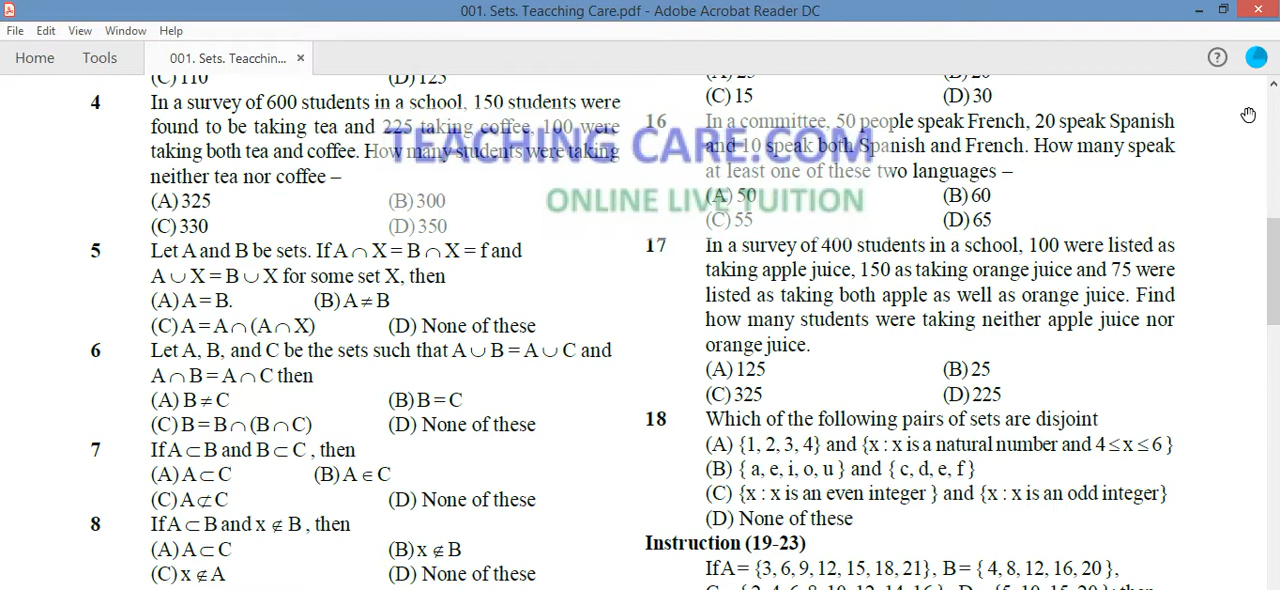 001. Sets. Teacching Care.pdf - Adobe Acrobat Reader DC
File Edit View Window Help
Home Tools 001. Sets. Teacchin... ×
(C) 110 (D) 125
4 In a survey of 600 students in a school, 150 students were
found to be taking tea and 225 taking coffee, 100 were
taking both tea and coffee. How many students were taking
neither tea nor coffee –
(A) 325 (B) 300
(C) 330 (D) 350
5 Let A and B be sets. If A ∩ X = B ∩ X = f and
A ∪ X = B ∪ X for some set X, then
(A) A = B. (B) A ≠ B
(C) A = A ∩ (A ∩ X) (D) None of these
6 Let A, B, and C be the sets such that A ∪ B = A ∪ C and
A ∩ B = A ∩ C then
(A) B ≠ C (B) B = C
(C) B = B ∩ (B ∩ C) (D) None of these
7 If A ⊂ B and B ⊂ C , then
(A) A ⊂ C (B) A ∈ C
(C) A ⊄ C (D) None of these
8 If A ⊂ B and x ∉ B , then
(A) A ⊂ C (B) x ∉ B
(C) x ∉ A (D) None of these
(C) 15 (D) 30
16 In a committee, 50 people speak French, 20 speak Spanish
and 10 speak both Spanish and French. How many speak
at least one of these two languages –
(A) 50 (B) 60
(C) 55 (D) 65
17 In a survey of 400 students in a school, 100 were listed as
taking apple juice, 150 as taking orange juice and 75 were
listed as taking both apple as well as orange juice. Find
how many students were taking neither apple juice nor
orange juice.
(A) 125 (B) 25
(C) 325 (D) 225
18 Which of the following pairs of sets are disjoint
(A) {1, 2, 3, 4} and {x : x is a natural number and 4 ≤ x ≤ 6 }
(B) { a, e, i, o, u } and { c, d, e, f }
(C) {x : x is an even integer } and {x : x is an odd integer}
(D) None of these
Instruction (19-23)
If A = {3, 6, 9, 12, 15, 18, 21}, B = { 4, 8, 12, 16, 20 },
TEACHING CARE.COM
ONLINE LIVE TUITION